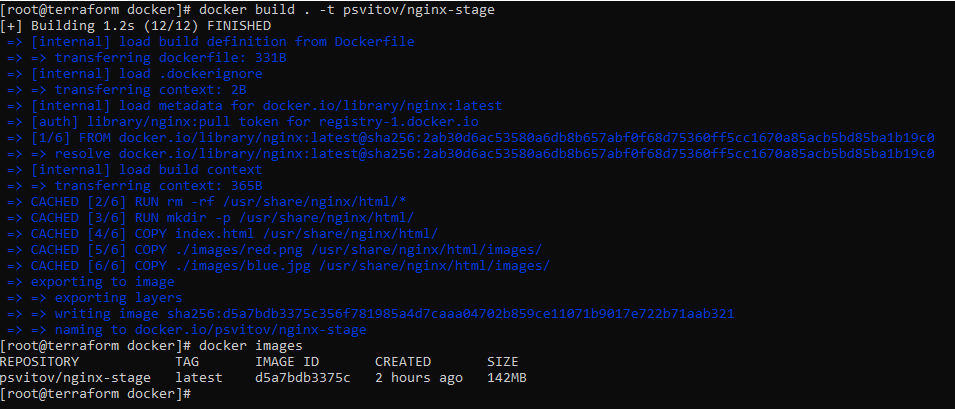 [root@terraform docker]# docker build . -t psvitov/nginx-stage
[+] Building 1.2s (12/12) FINISHED
=> [internal] load build definition from Dockerfile
=> => transferring dockerfile: 331B
=> [internal] load .dockerignore
=> => transferring context: 2B
=> [internal] load metadata for docker.io/library/nginx:latest
=> [auth] library/nginx:pull token for registry-1.docker.io
=> [1/6] FROM docker.io/library/nginx:latest@sha256:2ab30d6ac53580a6db8b657abf0f68d75360ff5cc1670a85acb5bd85ba1b19c0
=> => resolve docker.io/library/nginx:latest@sha256:2ab30d6ac53580a6db8b657abf0f68d75360ff5cc1670a85acb5bd85ba1b19c0
=> [internal] load build context
=> => transferring context: 365B
=> CACHED [2/6] RUN rm -rf /usr/share/nginx/html/*
=> CACHED [3/6] RUN mkdir -p /usr/share/nginx/html/
=> CACHED [4/6] COPY index.html /usr/share/nginx/html/
=> CACHED [5/6] COPY ./images/red.png /usr/share/nginx/html/images/
=> CACHED [6/6] COPY ./images/blue.jpg /usr/share/nginx/html/images/
=> exporting to image
=> => exporting layers
=> => writing image sha256:d5a7bdb3375c356f781985a4d7caaa04702b859ce11071b9017e722b71aab321
=> => naming to docker.io/psvitov/nginx-stage
[root@terraform docker]# docker images
REPOSITORY TAG IMAGE ID CREATED SIZE
psvitov/nginx-stage latest d5a7bdb3375c 2 hours ago 142MB
[root@terraform docker]#